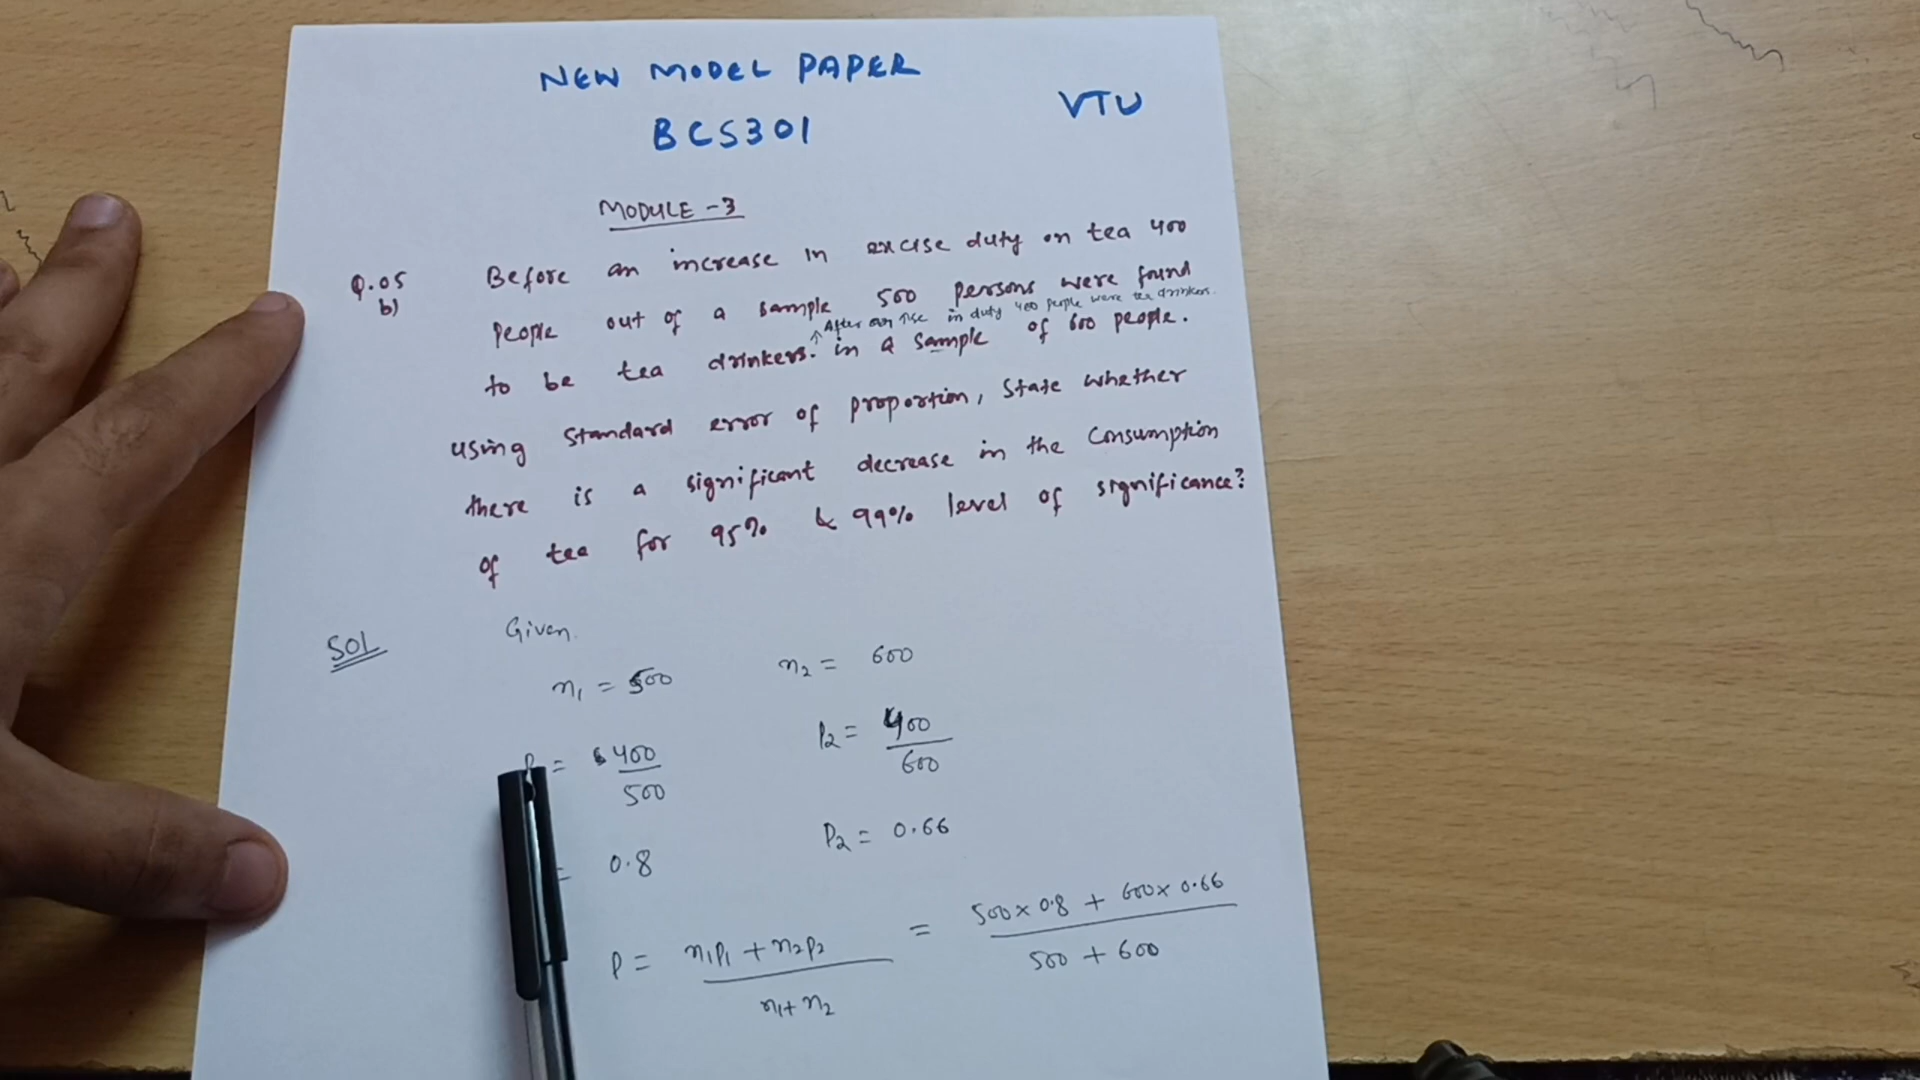 NEW MODEL PAPER
VTU
BCS301
MODULE -3
Q.05 Before an increase in excise duty on tea 400
b)
People out of a sample 500 persons were found
After an rise in duty 400 people were tea drinkers.
to be tea drinkers. in a sample of 600 people.
using standard error of proportion, State whether
there is a significant decrease in the Consumption
of tea for 95% & 99% level of significance?
SOL Given.
n₁ = 500 n₂ = 600
= 400/500 P₂ = 400/600
= 0.8 P₂ = 0.66
P = n₁p₁ + n₂p₂ / n₁+n₂ = 500×0.8 + 600×0.66 / 500 + 600